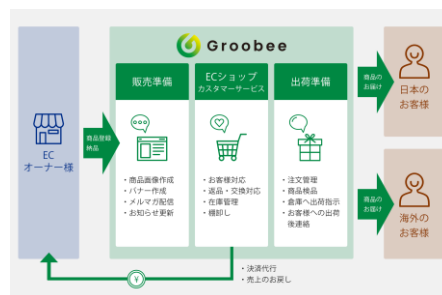 Groobee
販売準備
ECショップ
カスタマーサービス
出荷準備
EC
オーナー様
商品登録
納品
・商品画像作成
・バナー作成
・メルマガ配信
・お知らせ更新
・お客様対応
・返品・交換対応
・在庫管理
・棚卸し
・注文管理
・商品検品
・倉庫へ出荷指示
・お客様への出荷
後連絡
商品の
お届け
日本の
お客様
商品の
お届け
海外の
お客様
¥
・決済代行
・売上のお戻し